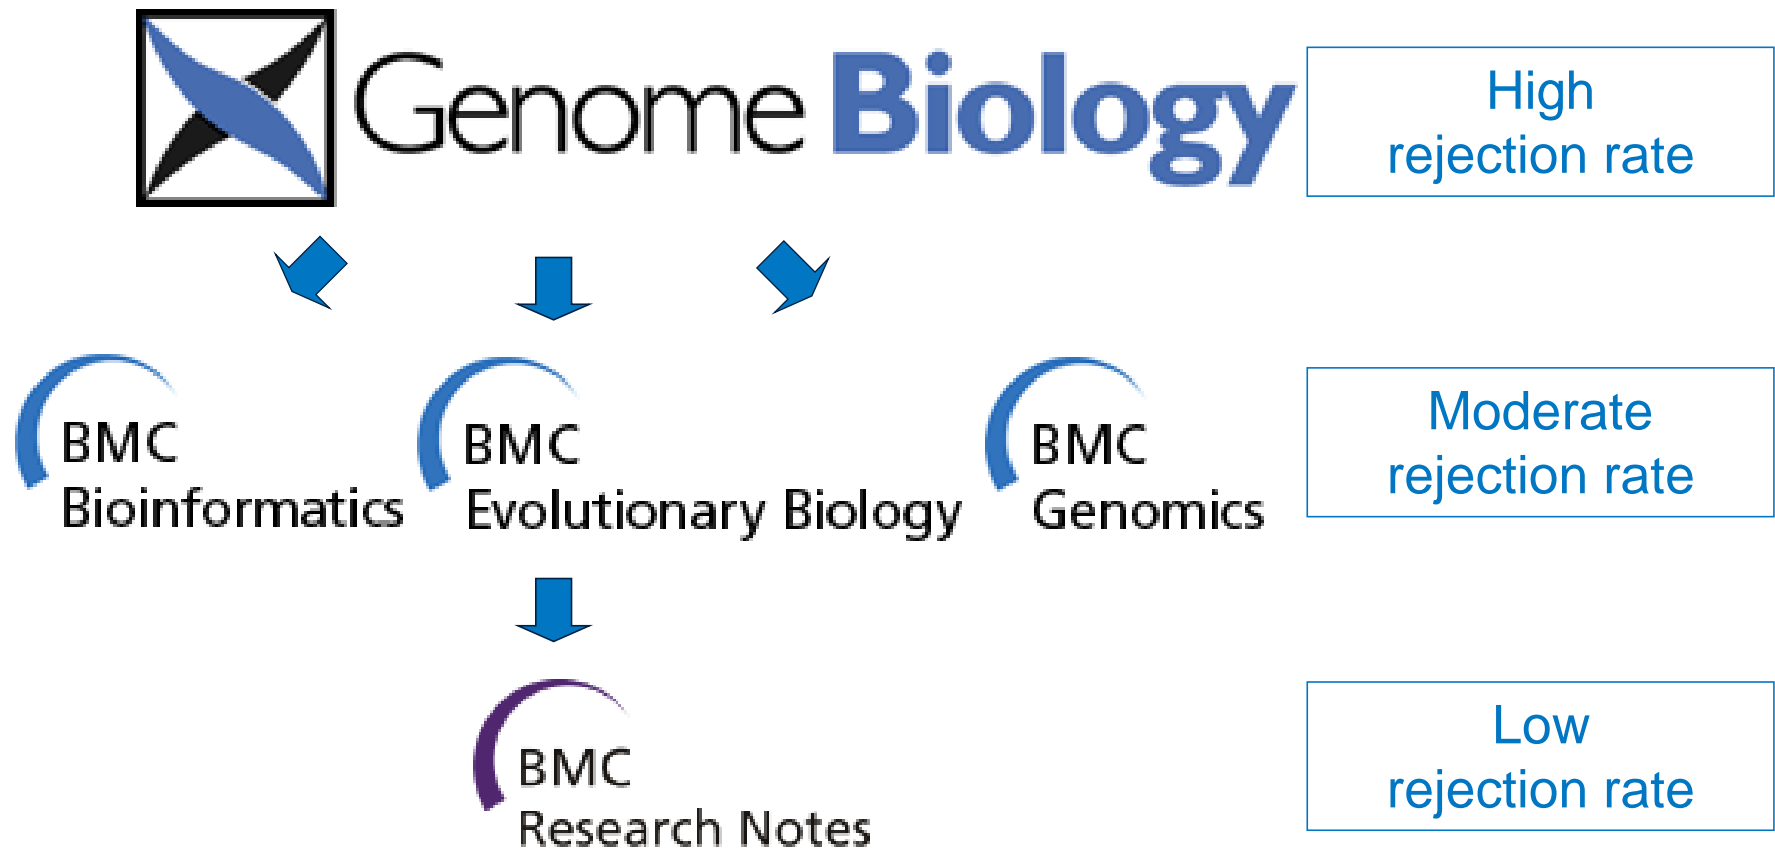 Genome Biology
High
rejection rate
BMC
Bioinformatics
BMC
Evolutionary Biology
BMC
Genomics
Moderate
rejection rate
BMC
Research Notes
Low
rejection rate